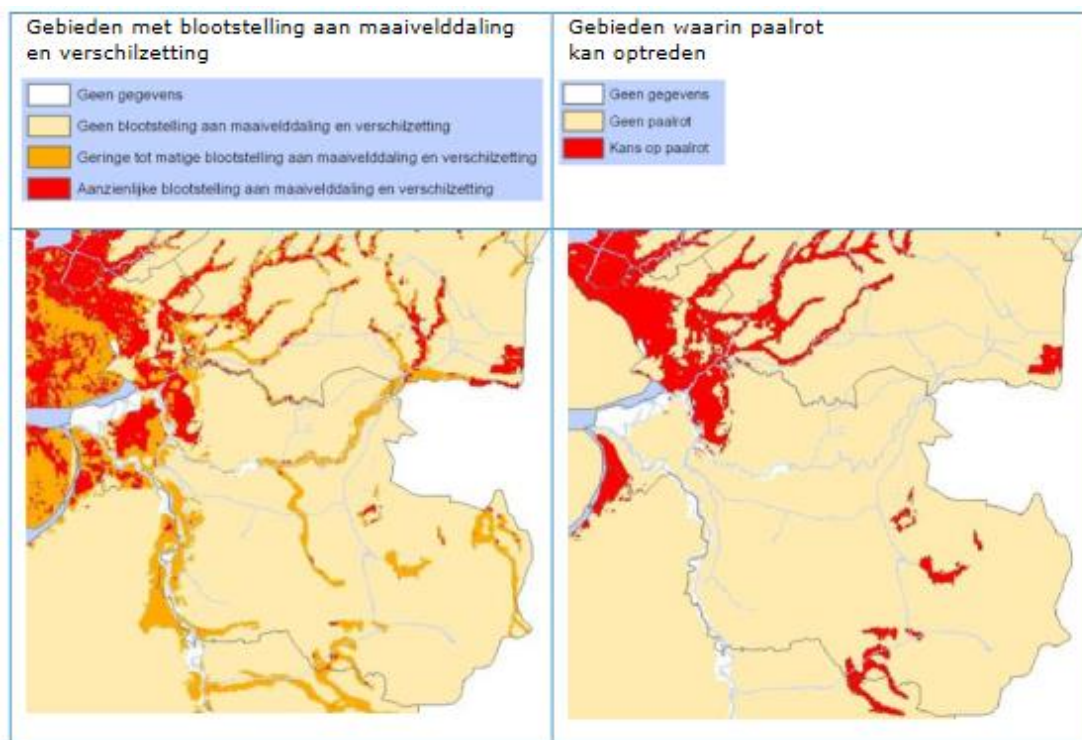 Gebieden met blootstelling aan maaivelddaling
en verschilzetting
Geen gegevens
Geen blootstelling aan maaivelddaling en verschilzetting
Geringe tot matige blootstelling aan maaivelddaling en verschilzetting
Aanzienlijke blootstelling aan maaivelddaling en verschilzetting
Gebieden waarin paalrot
kan optreden
Geen gegevens
Geen paalrot
Kans op paalrot